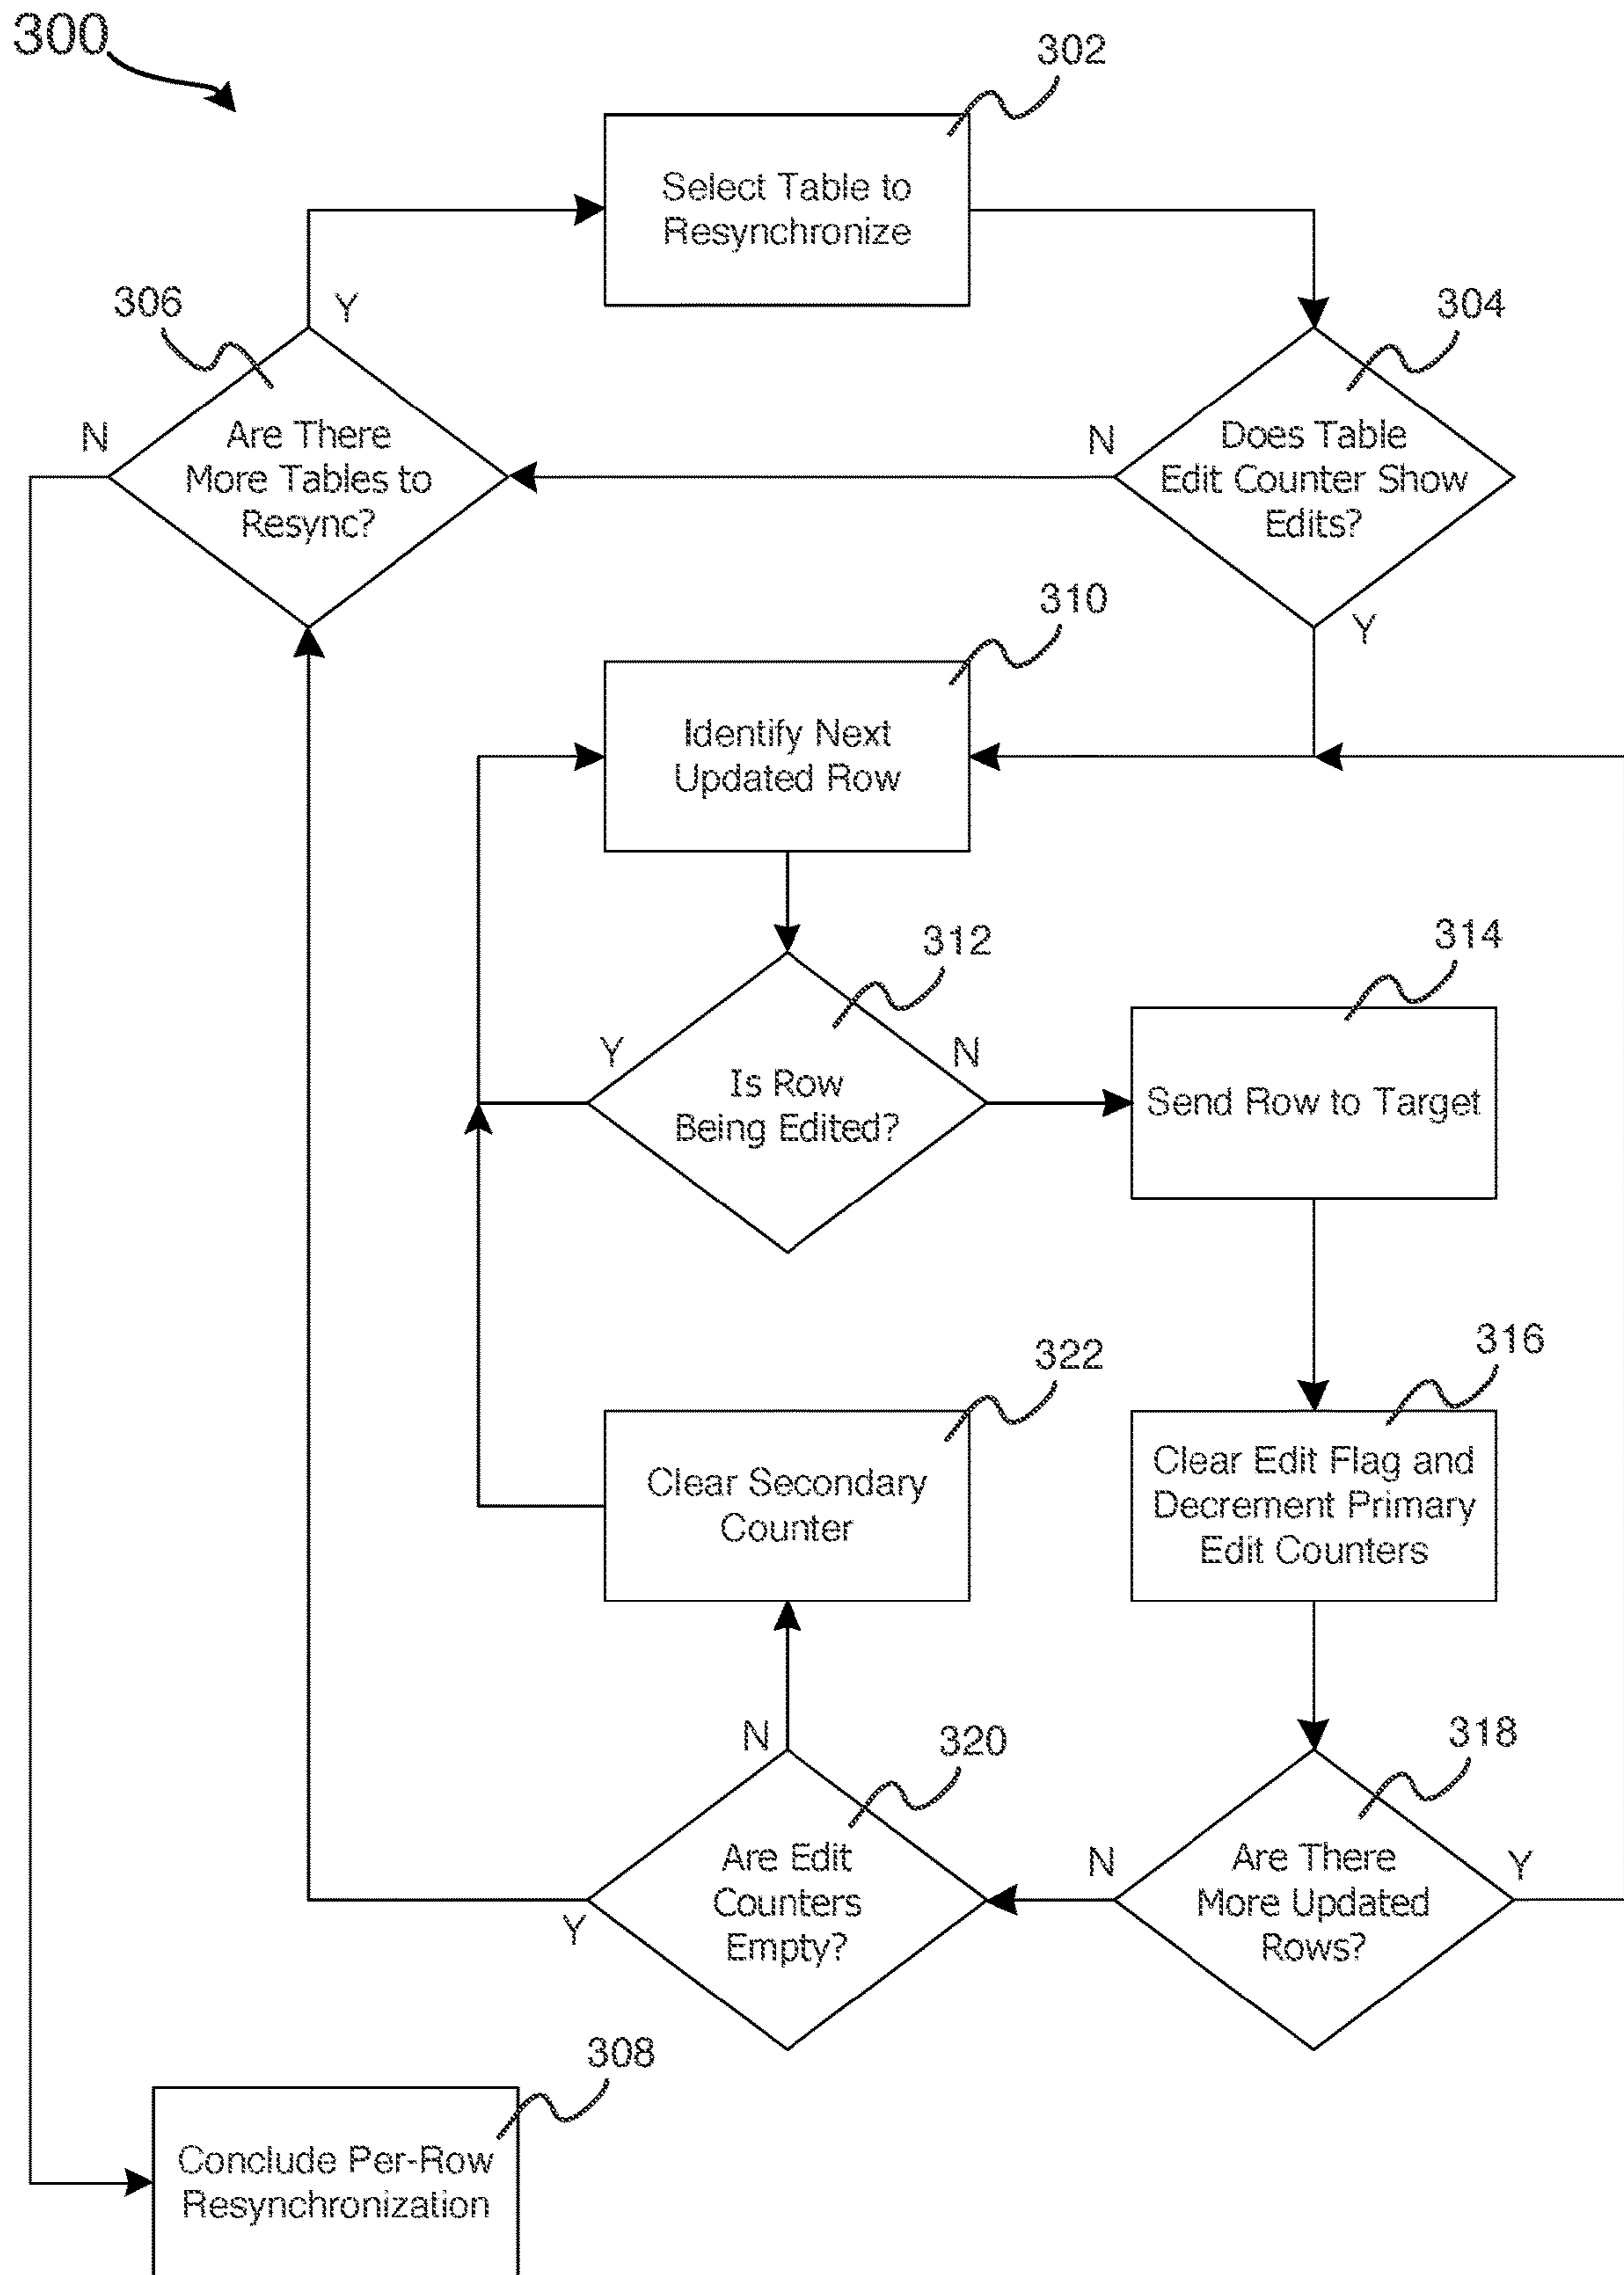 300
302
Select Table to
Resynchronize
306
Y
304
N
Are There
More Tables to
Resync?
N
Does Table
Edit Counter Show
Edits?
310
Y
Identify Next
Updated Row
312
314
Y
N
Is Row
Being Edited?
Send Row to Target
322
316
Clear Secondary
Counter
Clear Edit Flag and
Decrement Primary
Edit Counters
N
320
318
Are Edit
Counters
Empty?
Y
N
Are There
More Updated
Rows?
Y
308
Conclude Per-Row
Resynchronization